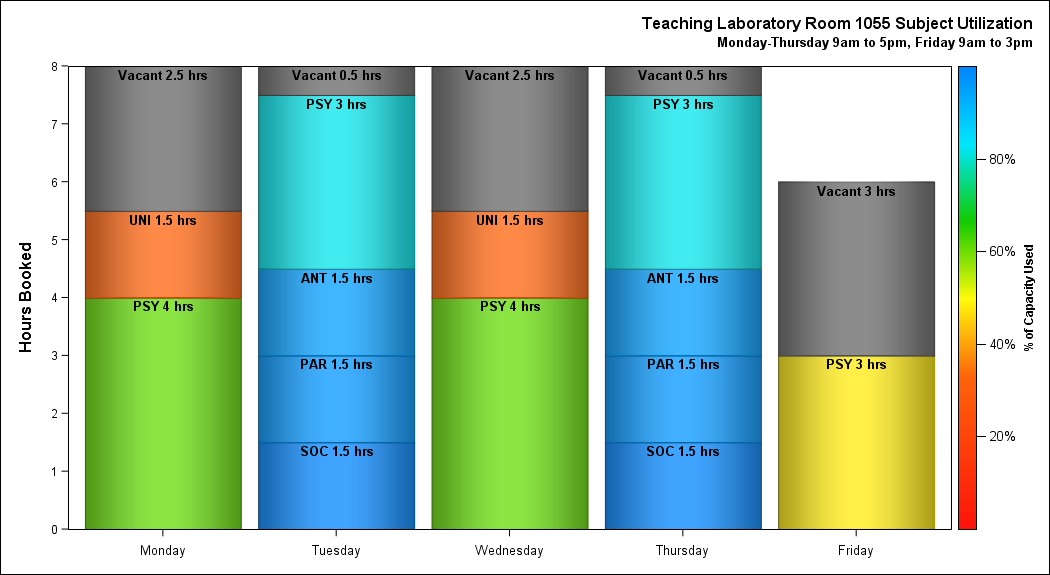 Teaching Laboratory Room 1055 Subject Utilization
Monday-Thursday 9am to 5pm, Friday 9am to 3pm
Hours Booked
8
7
6
5
4
3
2
1
0
Vacant 2.5 hrs
UNI 1.5 hrs
PSY 4 hrs
Vacant 0.5 hrs
PSY 3 hrs
ANT 1.5 hrs
PAR 1.5 hrs
SOC 1.5 hrs
Vacant 2.5 hrs
UNI 1.5 hrs
PSY 4 hrs
Vacant 0.5 hrs
PSY 3 hrs
ANT 1.5 hrs
PAR 1.5 hrs
SOC 1.5 hrs
Vacant 3 hrs
PSY 3 hrs
Monday
Tuesday
Wednesday
Thursday
Friday
80%
60%
40%
20%
% of Capacity Used